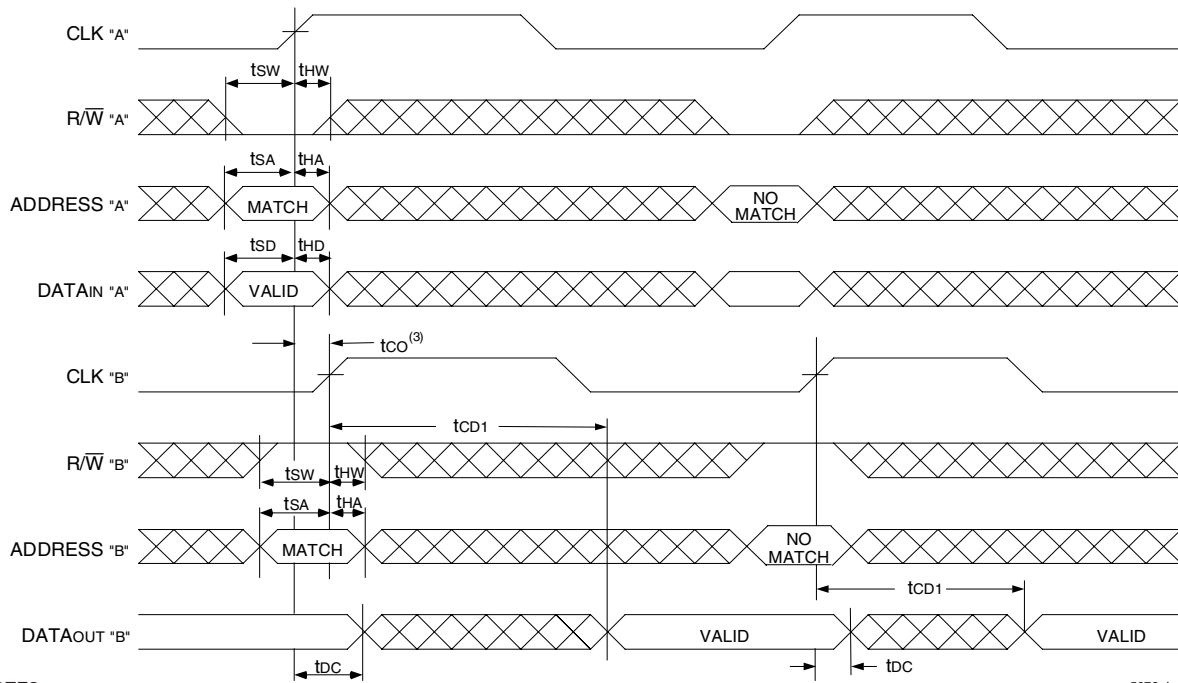 CLK "A"
tSW tHW
R/W̅ "A"
tSA tHA
ADDRESS "A" MATCH NO MATCH
tSD tHD
DATAIN "A" VALID
tCO(3)
CLK "B"
tCD1
R/W̅ "B"
tSW tHW
tSA tHA
ADDRESS "B" MATCH NO MATCH
tCD1
DATAOUT "B" VALID VALID
tDC tDC